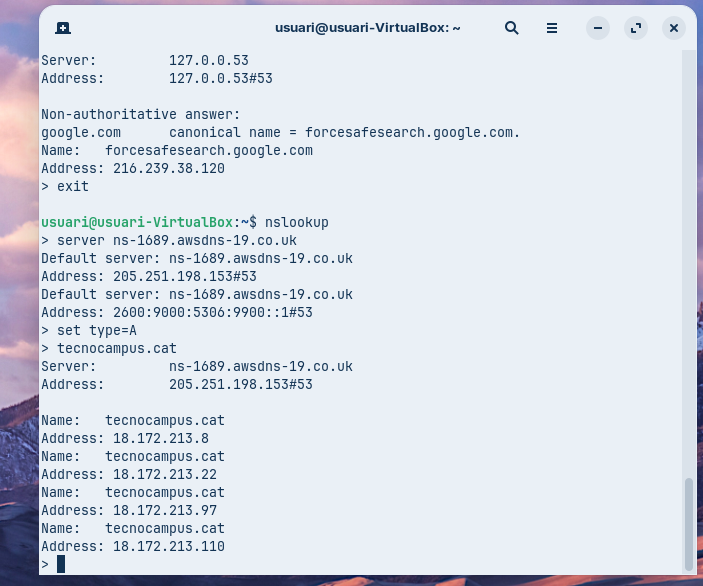 usuari@usuari-VirtualBox: ~
Server:         127.0.0.53
Address:        127.0.0.53#53

Non-authoritative answer:
google.com      canonical name = forcesafesearch.google.com.
Name:   forcesafesearch.google.com
Address: 216.239.38.120
> exit

usuari@usuari-VirtualBox:~$ nslookup
> server ns-1689.awsdns-19.co.uk
Default server: ns-1689.awsdns-19.co.uk
Address: 205.251.198.153#53
Default server: ns-1689.awsdns-19.co.uk
Address: 2600:9000:5306:9900::1#53
> set type=A
> tecnocampus.cat
Server:         ns-1689.awsdns-19.co.uk
Address:        205.251.198.153#53

Name:   tecnocampus.cat
Address: 18.172.213.8
Name:   tecnocampus.cat
Address: 18.172.213.22
Name:   tecnocampus.cat
Address: 18.172.213.97
Name:   tecnocampus.cat
Address: 18.172.213.110
>